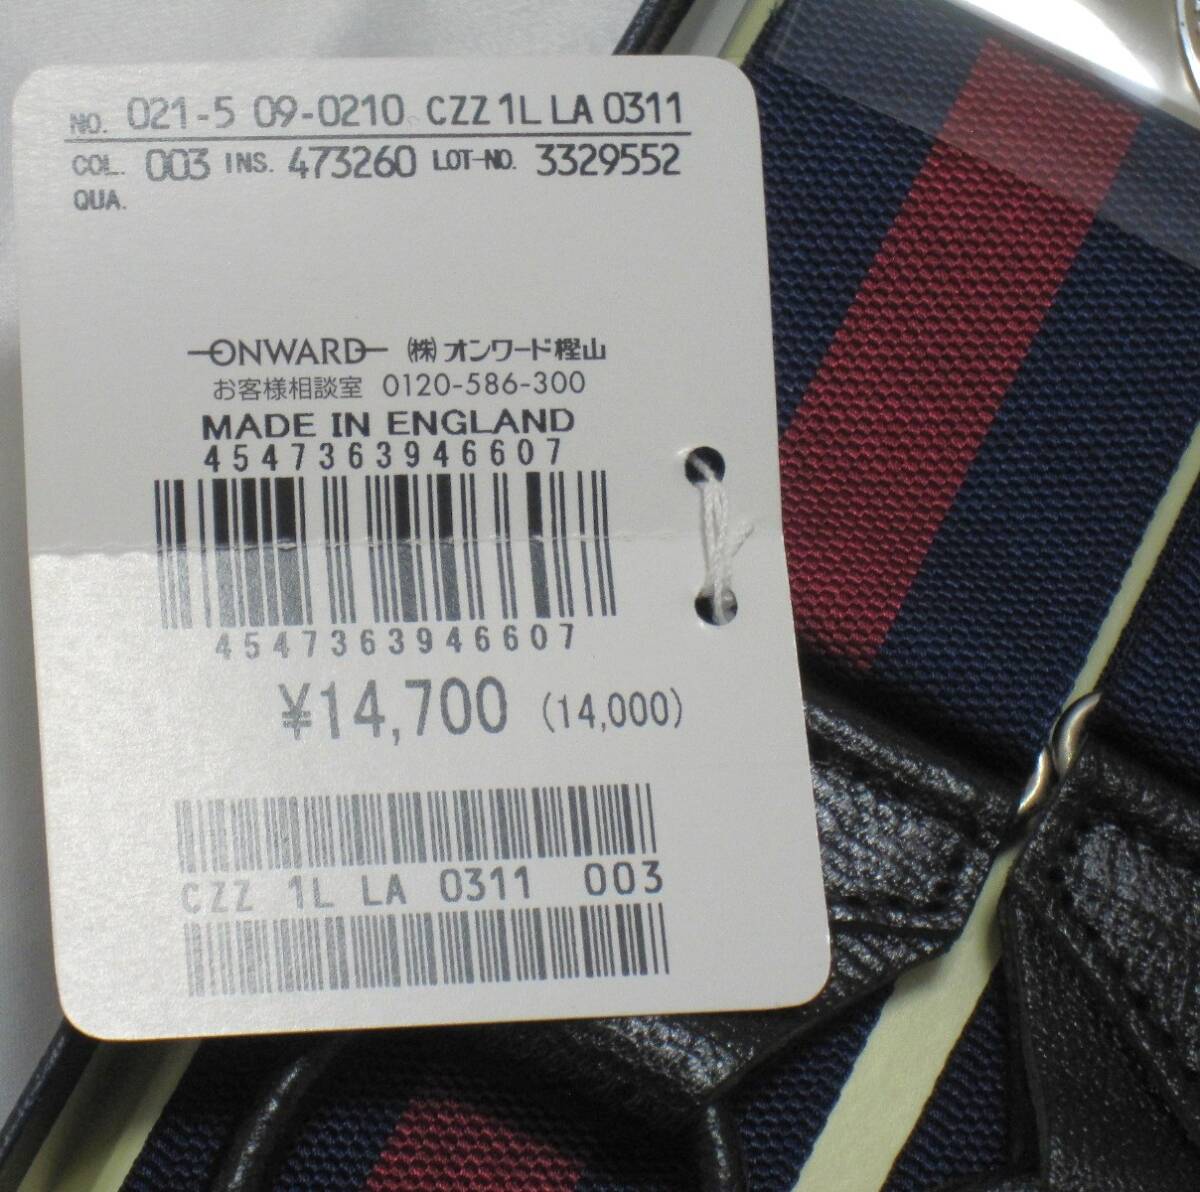 NO. 021-5 09-0210 CZZ 1L LA 0311
COL. 003 INS. 473260 LOT-NO. 3329552
QUA.
ONWARD ㈱オンワード樫山
お客様相談室 0120-586-300
MADE IN ENGLAND
4547363946607
4547363946607
¥14,700 (14,000)
CZZ 1L LA 0311 003